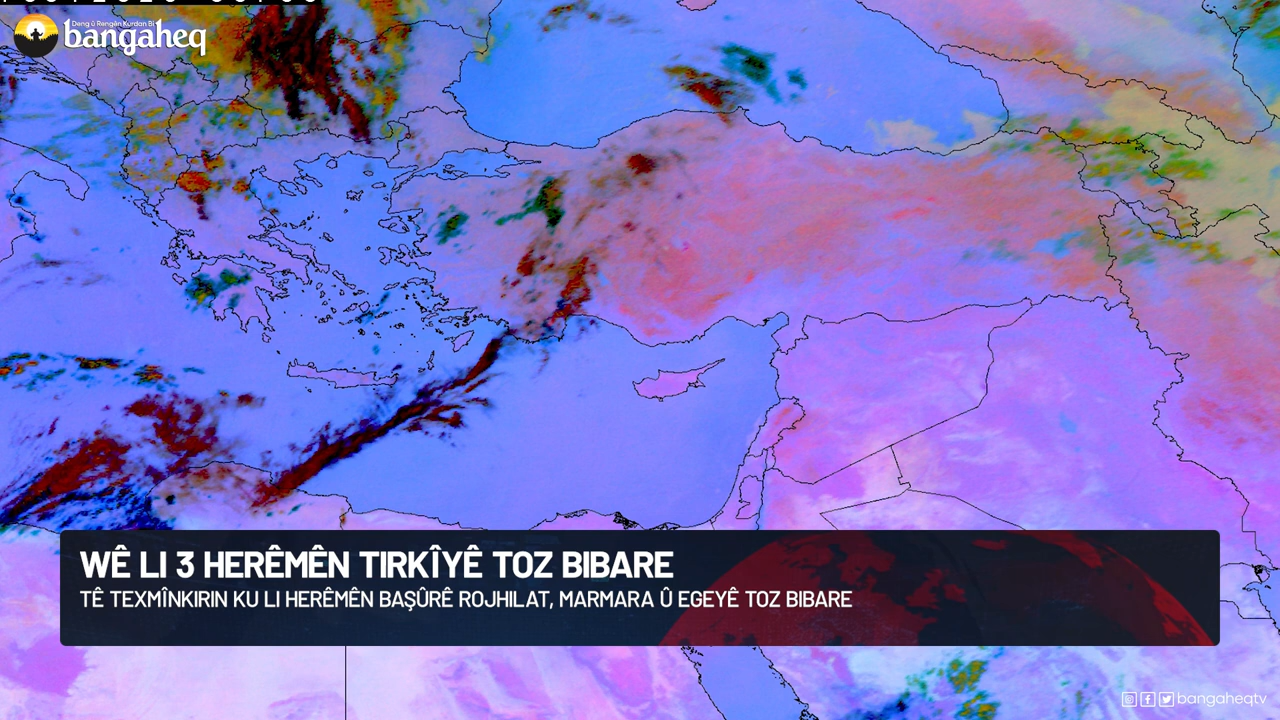 Deng û Rengên Kurdan Bi
bangaheq
WÊ LI 3 HERÊMÊN TIRKÎYÊ TOZ BIBARE
TÊ TEXMÎNKIRIN KU LI HERÊMÊN BAŞÛRÊ ROJHILAT, MARMARA Û EGEYÊ TOZ BIBARE
bangaheqtv